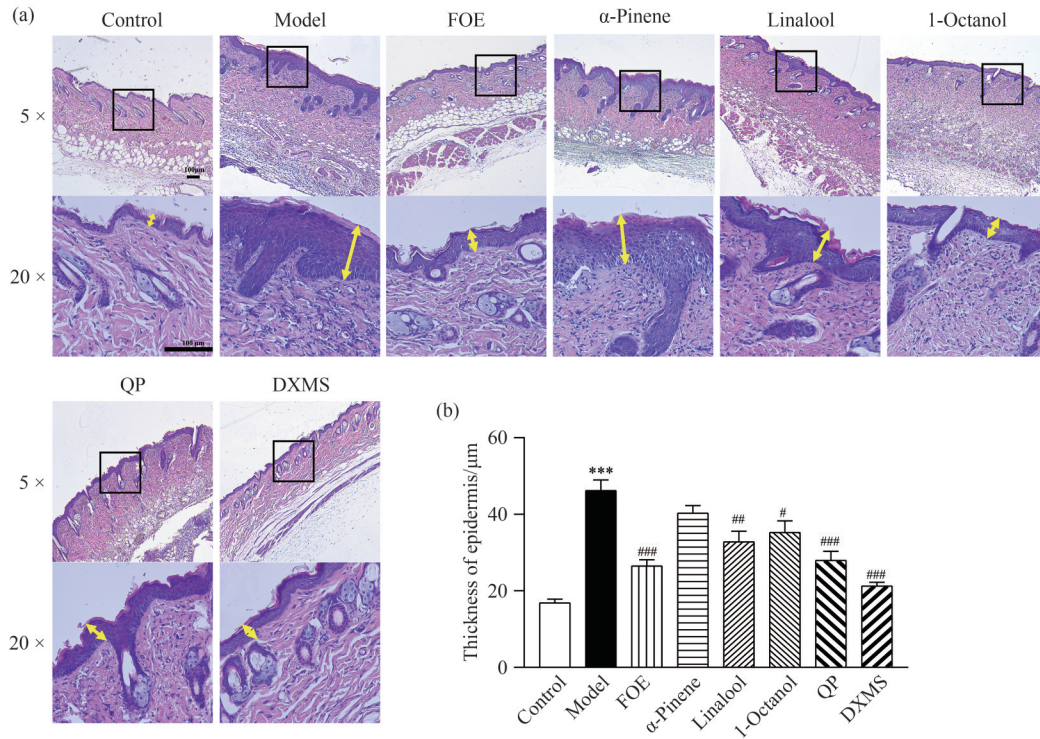 (a)
Control Model FOE α-Pinene Linalool 1-Octanol
5 ×
100μm
20 ×
100 μm
QP DXMS
5 ×
20 ×
(b)
Thickness of epidermis/μm
60
40
20
0
***
###
##
#
###
###
Control
Model
FOE
α-Pinene
Linalool
1-Octanol
QP
DXMS